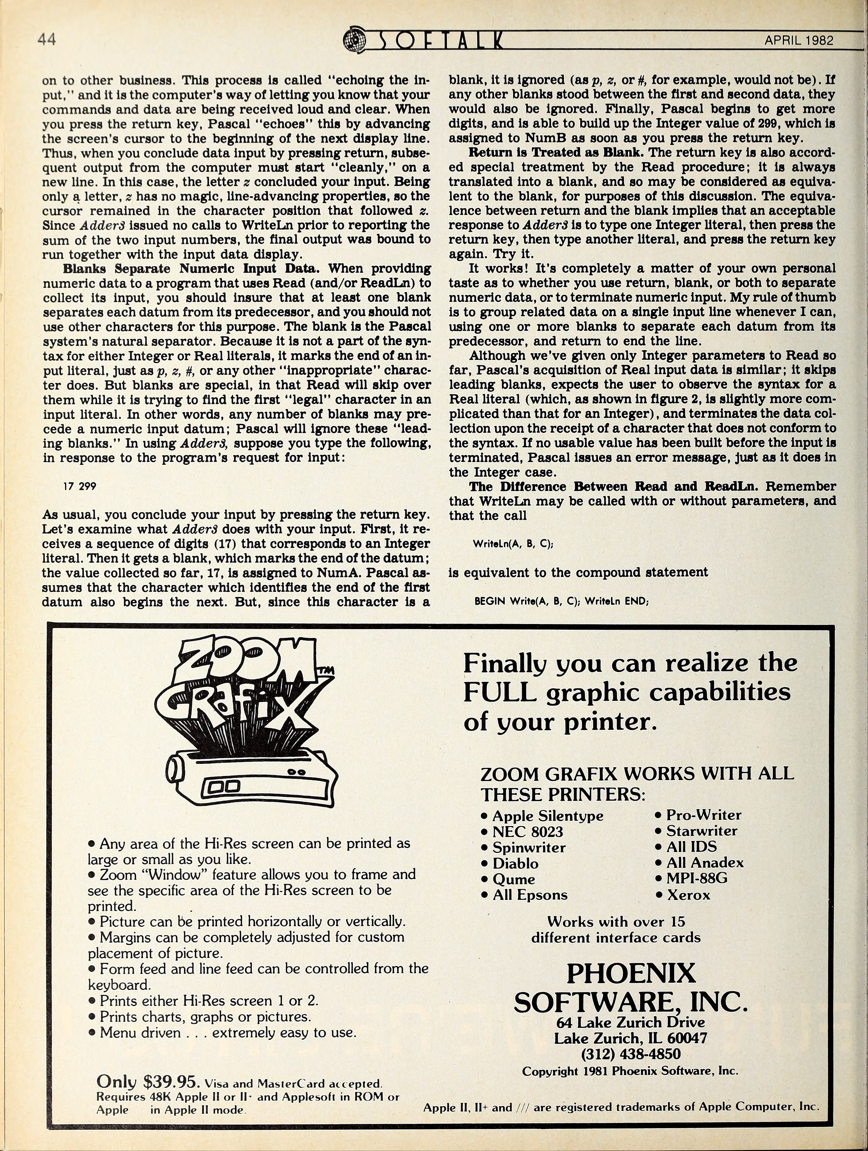 44
SOFTALK
APRIL 1982
on to other business. This process is called "echoing the in-
put," and it is the computer's way of letting you know that your
commands and data are being received loud and clear. When
you press the return key, Pascal "echoes" this by advancing
the screen's cursor to the beginning of the next display line.
Thus, when you conclude data input by pressing return, subse-
quent output from the computer must start "cleanly," on a
new line. In this case, the letter z concluded your input. Being
only a letter, z has no magic, line-advancing properties, so the
cursor remained in the character position that followed z.
Since Adder3 issued no calls to WriteLn prior to reporting the
sum of the two input numbers, the final output was bound to
run together with the input data display.
Blanks Separate Numeric Input Data. When providing
numeric data to a program that uses Read (and/or ReadLn) to
collect its input, you should insure that at least one blank
separates each datum from its predecessor, and you should not
use other characters for this purpose. The blank is the Pascal
system's natural separator. Because it is not a part of the syn-
tax for either Integer or Real literals, it marks the end of an in-
put literal, just as p, z, #, or any other "inappropriate" charac-
ter does. But blanks are special, in that Read will skip over
them while it is trying to find the first "legal" character in an
input literal. In other words, any number of blanks may pre-
cede a numeric input datum; Pascal will ignore these "lead-
ing blanks." In using Adder3, suppose you type the following,
in response to the program's request for input:
17 299
As usual, you conclude your input by pressing the return key.
Let's examine what Adder3 does with your input. First, it re-
ceives a sequence of digits (17) that corresponds to an Integer
literal. Then it gets a blank, which marks the end of the datum;
the value collected so far, 17, is assigned to NumA. Pascal as-
sumes that the character which identifies the end of the first
datum also begins the next. But, since this character is a
blank, it is ignored (as p, z, or #, for example, would not be). If
any other blanks stood between the first and second data, they
would also be ignored. Finally, Pascal begins to get more
digits, and is able to build up the Integer value of 299, which is
assigned to NumB as soon as you press the return key.
Return is Treated as Blank. The return key is also accord-
ed special treatment by the Read procedure; it is always
translated into a blank, and so may be considered as equiva-
lent to the blank, for purposes of this discussion. The equiva-
lence between return and the blank implies that an acceptable
response to Adder3 is to type one Integer literal, then press the
return key, then type another literal, and press the return key
again. Try it.
It works! It's completely a matter of your own personal
taste as to whether you use return, blank, or both to separate
numeric data, or to terminate numeric input. My rule of thumb
is to group related data on a single input line whenever I can,
using one or more blanks to separate each datum from its
predecessor, and return to end the line.
Although we've given only Integer parameters to Read so
far, Pascal's acquisition of Real input data is similar; it skips
leading blanks, expects the user to observe the syntax for a
Real literal (which, as shown in figure 2, is slightly more com-
plicated than that for an Integer), and terminates the data col-
lection upon the receipt of a character that does not conform to
the syntax. If no usable value has been built before the input is
terminated, Pascal issues an error message, just as it does in
the Integer case.
The Difference Between Read and ReadLn. Remember
that WriteLn may be called with or without parameters, and
that the call
WriteLn(A, B, C);
is equivalent to the compound statement
BEGIN Write(A, B, C); WriteLn END;
ZOOM
GRafiX
TM
• Any area of the Hi-Res screen can be printed as
large or small as you like.
• Zoom "Window" feature allows you to frame and
see the specific area of the Hi-Res screen to be
printed.
• Picture can be printed horizontally or vertically.
• Margins can be completely adjusted for custom
placement of picture.
• Form feed and line feed can be controlled from the
keyboard.
• Prints either Hi-Res screen 1 or 2.
• Prints charts, graphs or pictures.
• Menu driven . . . extremely easy to use.
Only $39.95. Visa and MasterCard accepted.
Requires 48K Apple II or II+ and Applesoft in ROM or
Apple in Apple II mode.
Finally you can realize the
FULL graphic capabilities
of your printer.
ZOOM GRAFIX WORKS WITH ALL
THESE PRINTERS:
• Apple Silentype
• NEC 8023
• Spinwriter
• Diablo
• Qume
• All Epsons
• Pro-Writer
• Starwriter
• All IDS
• All Anadex
• MPI-88G
• Xerox
Works with over 15
different interface cards
PHOENIX
SOFTWARE, INC.
64 Lake Zurich Drive
Lake Zurich, IL 60047
(312) 438-4850
Copyright 1981 Phoenix Software, Inc.
Apple II, II+ and /// are registered trademarks of Apple Computer, Inc.